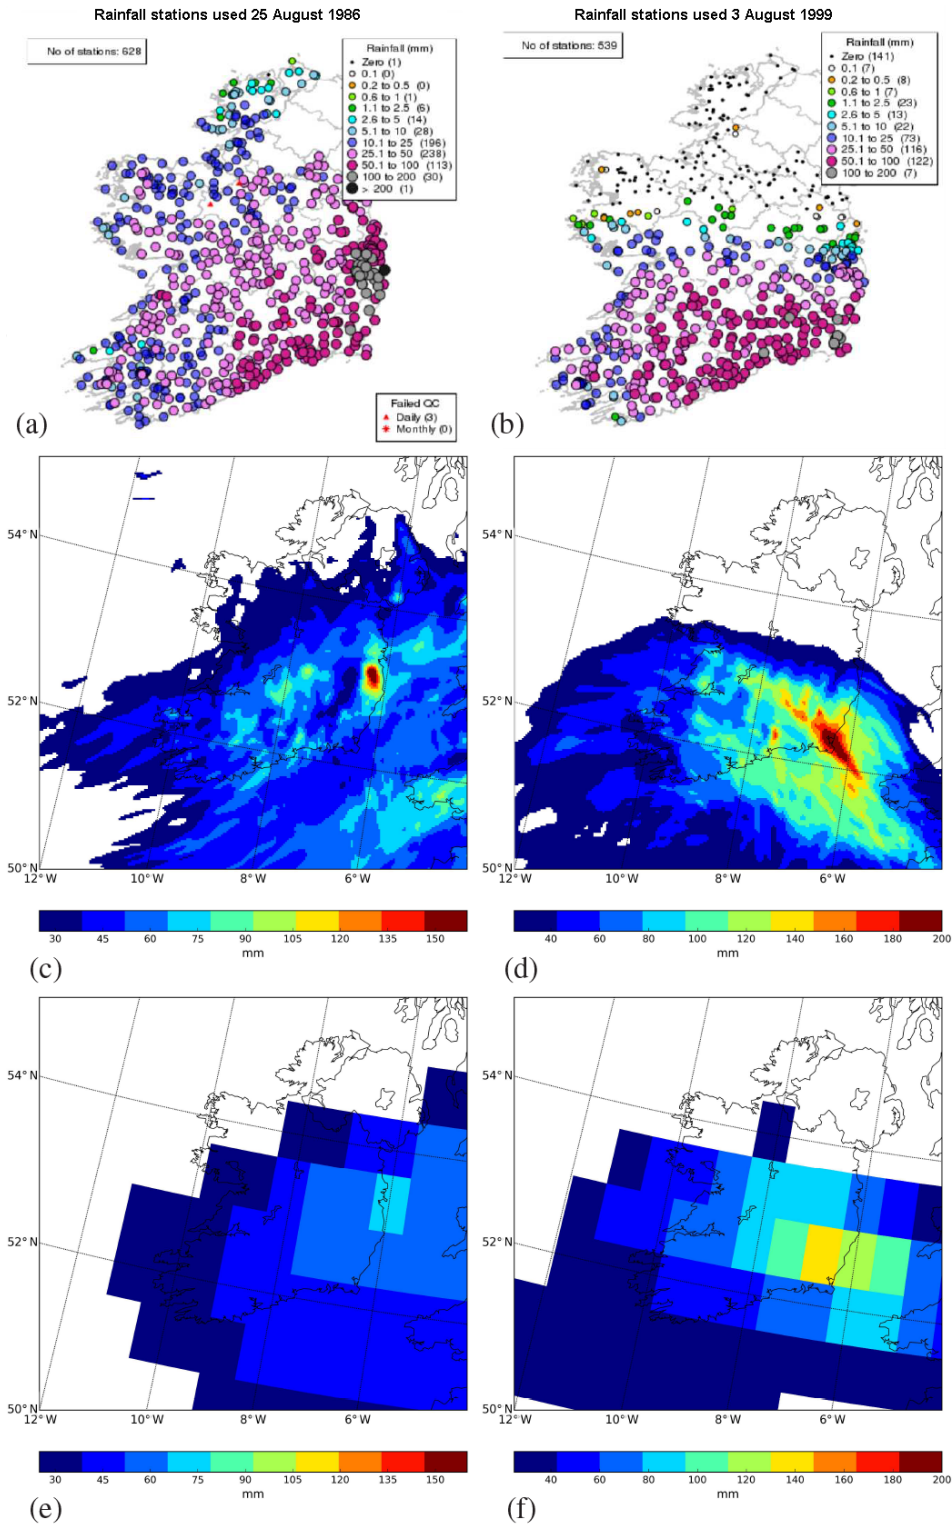 Rainfall stations used 25 August 1986
Rainfall stations used 3 August 1999
No of stations: 628
Rainfall (mm)
Zero (1)
0.1 (0)
0.2 to 0.5 (0)
0.6 to 1 (1)
1.1 to 2.5 (6)
2.6 to 5 (14)
5.1 to 10 (28)
10.1 to 25 (196)
25.1 to 50 (238)
50.1 to 100 (113)
100 to 200 (30)
> 200 (1)
Failed QC
Daily (3)
Monthly (0)
(a)
No of stations: 539
Rainfall (mm)
Zero (141)
0.1 (7)
0.2 to 0.5 (8)
0.6 to 1 (7)
1.1 to 2.5 (23)
2.6 to 5 (13)
5.1 to 10 (22)
10.1 to 25 (73)
25.1 to 50 (116)
50.1 to 100 (122)
100 to 200 (7)
(b)
54°N
52°N
50°N
12°W 10°W 8°W 6°W
30 45 60 75 90 105 120 135 150
mm
(c)
54°N
52°N
50°N
12°W 10°W 8°W 6°W
40 60 80 100 120 140 160 180 200
mm
(d)
54°N
52°N
50°N
12°W 10°W 8°W 6°W
30 45 60 75 90 105 120 135 150
mm
(e)
54°N
52°N
50°N
12°W 10°W 8°W 6°W
40 60 80 100 120 140 160 180 200
mm
(f)